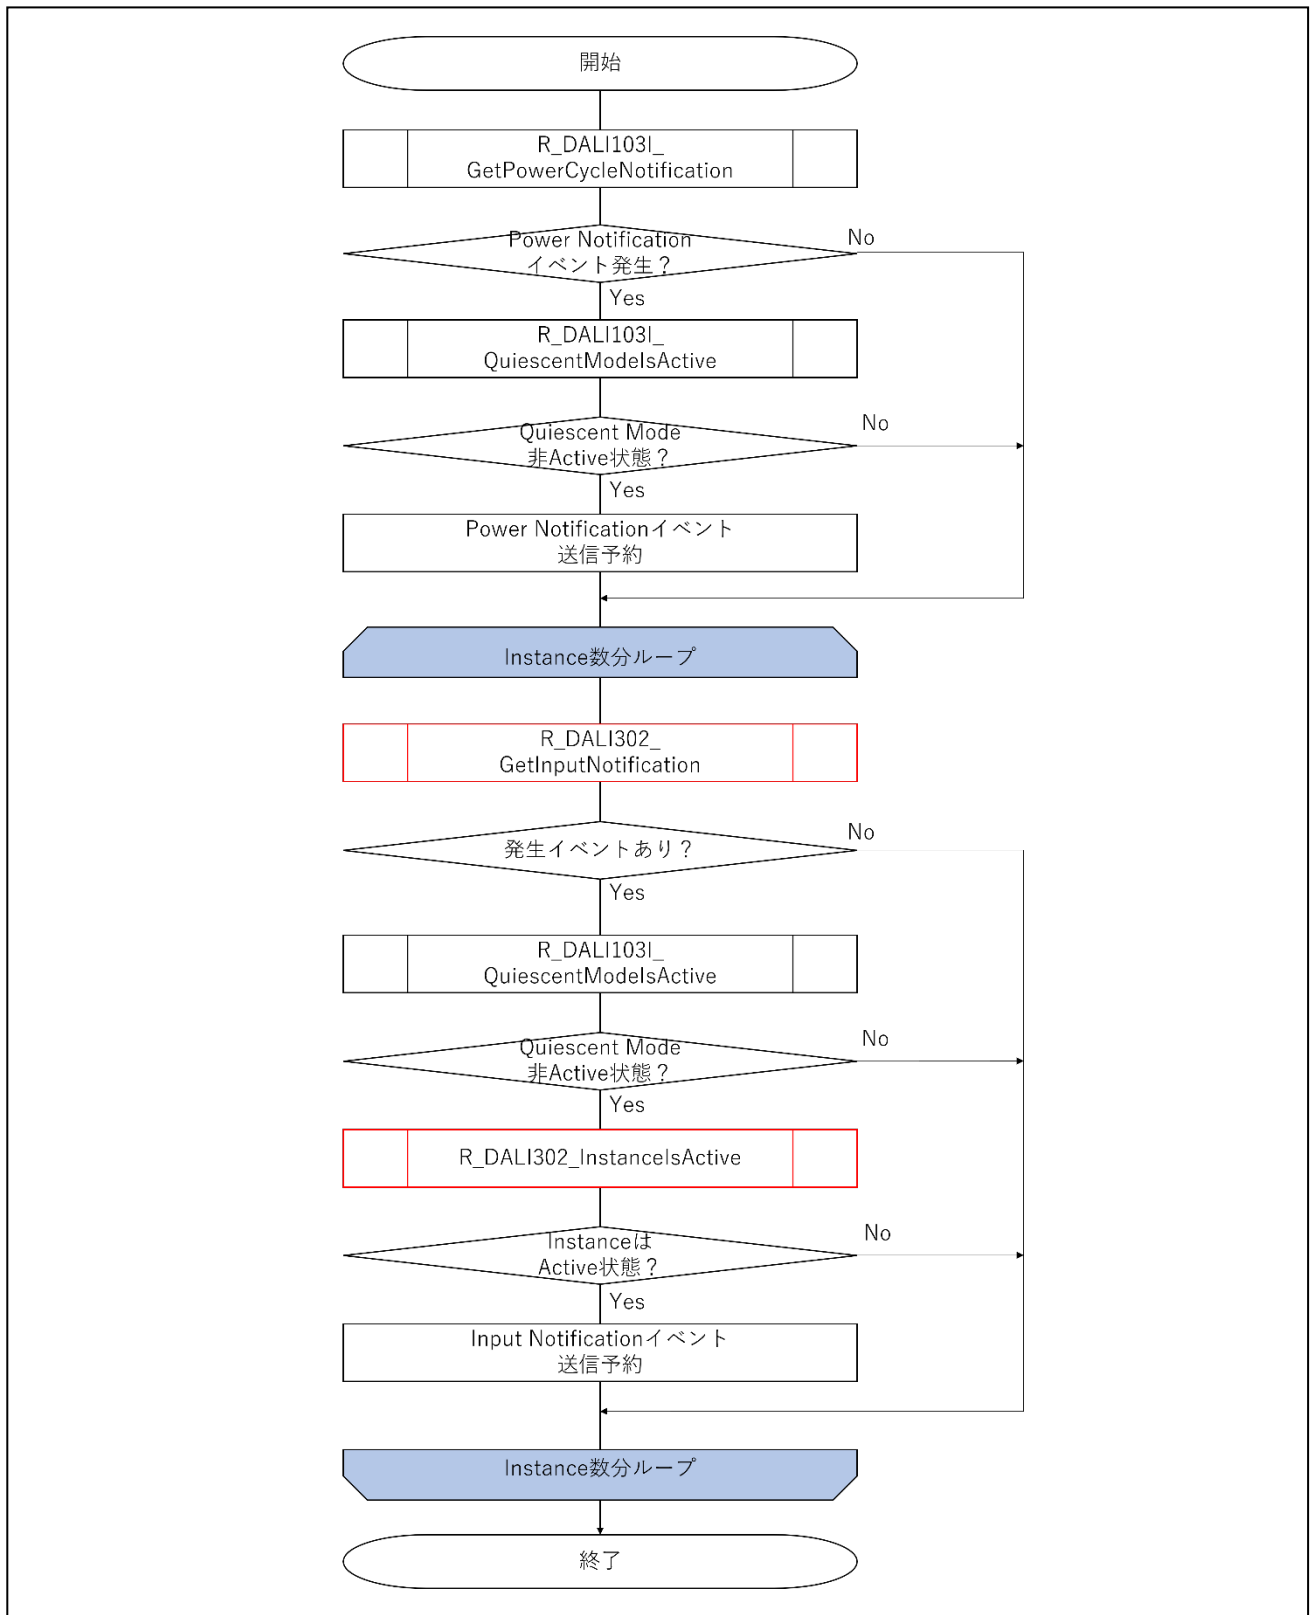 開始
R_DALI103I_
GetPowerCycleNotification
Power Notification
イベント発生？
No
Yes
R_DALI103I_
QuiescentModeIsActive
Quiescent Mode
非Active状態？
No
Yes
Power Notificationイベント
送信予約
Instance数分ループ
R_DALI302_
GetInputNotification
発生イベントあり？
No
Yes
R_DALI103I_
QuiescentModeIsActive
Quiescent Mode
非Active状態？
No
Yes
R_DALI302_InstanceIsActive
Instanceは
Active状態？
No
Yes
Input Notificationイベント
送信予約
Instance数分ループ
終了